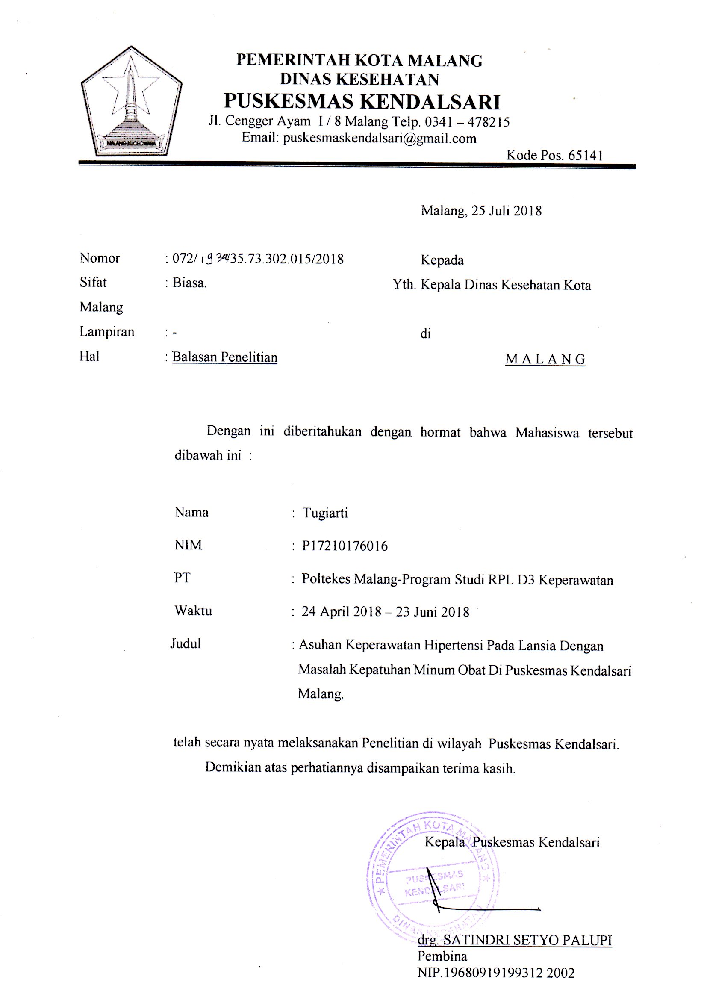 PEMERINTAH KOTA MALANG
DINAS KESEHATAN
PUSKESMAS KENDALSARI
Jl. Cengger Ayam I / 8 Malang Telp. 0341 – 478215
Email: puskesmaskendalsari@gmail.com
Kode Pos. 65141
Malang, 25 Juli 2018
Nomor : 072/ /35.73.302.015/2018 Kepada
Sifat : Biasa. Yth. Kepala Dinas Kesehatan Kota
Malang
Lampiran : - di
Hal : Balasan Penelitian M A L A N G
Dengan ini diberitahukan dengan hormat bahwa Mahasiswa tersebut
dibawah ini :
Nama : Tugiarti
NIM : P17210176016
PT : Poltekes Malang-Program Studi RPL D3 Keperawatan
Waktu : 24 April 2018 – 23 Juni 2018
Judul : Asuhan Keperawatan Hipertensi Pada Lansia Dengan
Masalah Kepatuhan Minum Obat Di Puskesmas Kendalsari
Malang.
telah secara nyata melaksanakan Penelitian di wilayah Puskesmas Kendalsari.
Demikian atas perhatiannya disampaikan terima kasih.
Kepala Puskesmas Kendalsari
PEMERINTAH KOTA MALANG
PUSKESMAS
KENDALSARI
DINAS KESEHATAN
drg. SATINDRI SETYO PALUPI
Pembina
NIP.19680919199312 2002